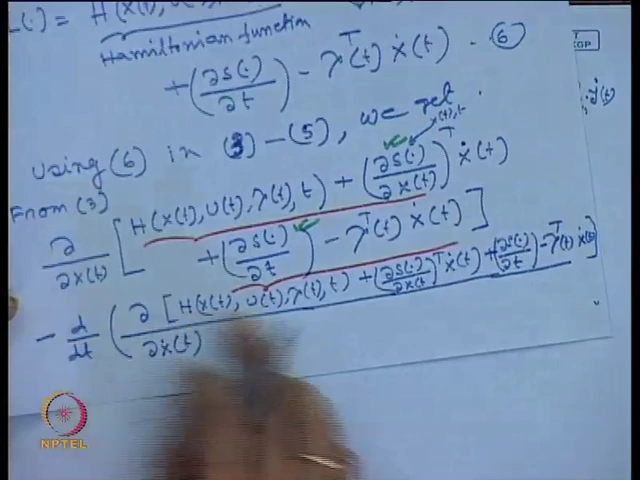 L(·) = H(x(t), u(t),
Hamiltonian function
+ (∂S(·)/∂t) - λᵀ(t) ẋ(t) - (6)
Using (6) in (3) - (5), we get
From (3)
x(t), t
∂/∂x(t) [ H(x(t), u(t), λ(t), t) + (∂S(·)/∂x(t))ᵀ ẋ(t)
+ (∂S(·)/∂t) - λᵀ(t) ẋ(t) ]
- d/dt ( ∂ [ H(x(t), u(t), λ(t), t) + (∂S(·)/∂x(t))ᵀ ẋ(t) + (∂S(·)/∂t) - λᵀ(t) ẋ(t) ]
∂ẋ(t)
NPTEL